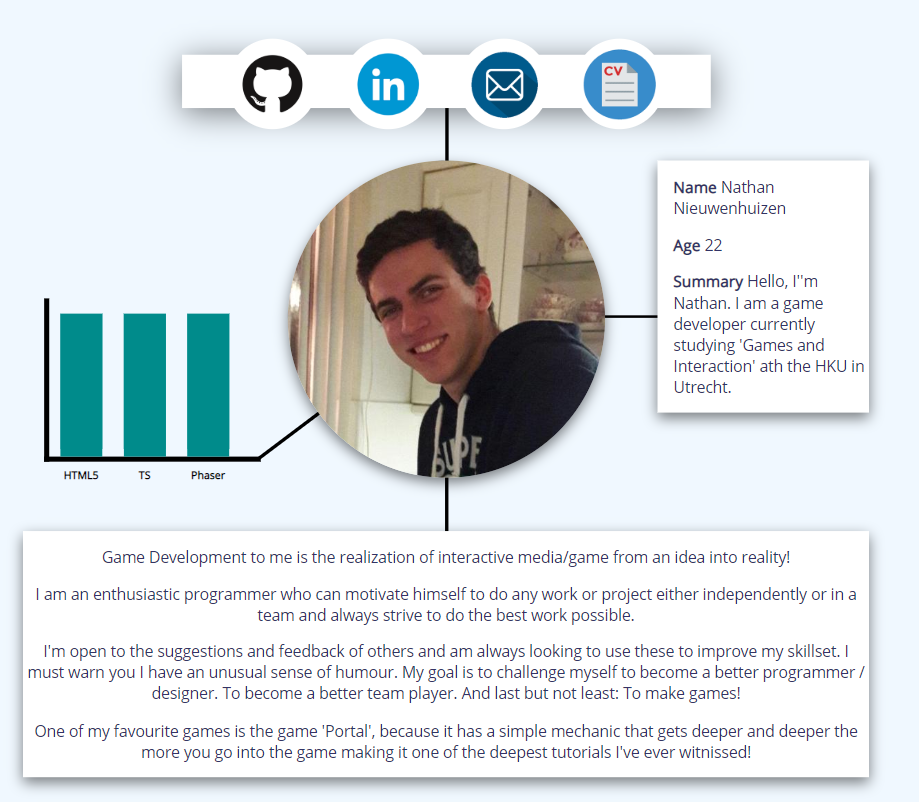 in
CV
Name Nathan
Nieuwenhuizen
Age 22
Summary Hello, I''m
Nathan. I am a game
developer currently
studying 'Games and
Interaction' ath the HKU in
Utrecht.
HTML5 TS Phaser
Game Development to me is the realization of interactive media/game from an idea into reality!
I am an enthusiastic programmer who can motivate himself to do any work or project either independently or in a
team and always strive to do the best work possible.
I'm open to the suggestions and feedback of others and am always looking to use these to improve my skillset. I
must warn you I have an unusual sense of humour. My goal is to challenge myself to become a better programmer /
designer. To become a better team player. And last but not least: To make games!
One of my favourite games is the game 'Portal', because it has a simple mechanic that gets deeper and deeper the
more you go into the game making it one of the deepest tutorials I've ever witnissed!